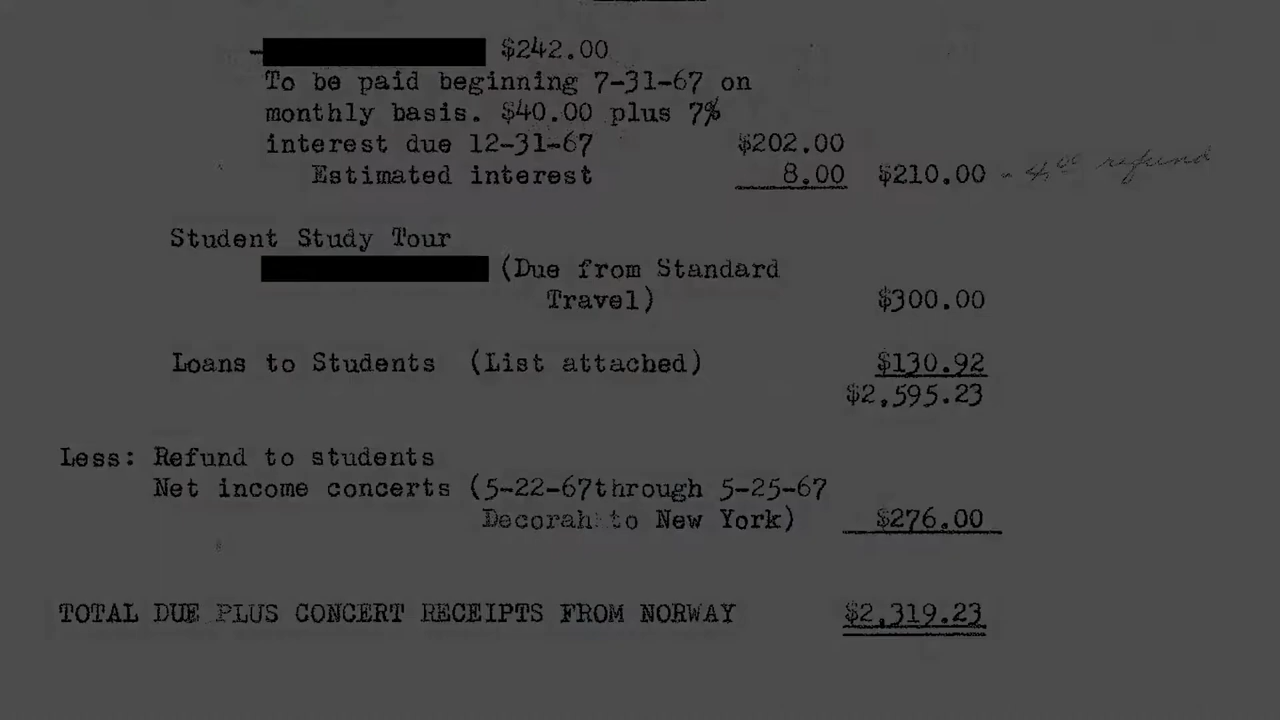 $242.00
To be paid beginning 7-31-67 on
monthly basis. $40.00 plus 7%
interest due 12-31-67 $202.00
Estimated interest 8.00 $210.00 - 4.00 refund
Student Study Tour
(Due from Standard
Travel) $300.00
Loans to Students (List attached) $130.92
$2,595.23
Less: Refund to students
Net income concerts (5-22-67through 5-25-67
Decorah to New York) $276.00
TOTAL DUE PLUS CONCERT RECEIPTS FROM NORWAY $2,319.23